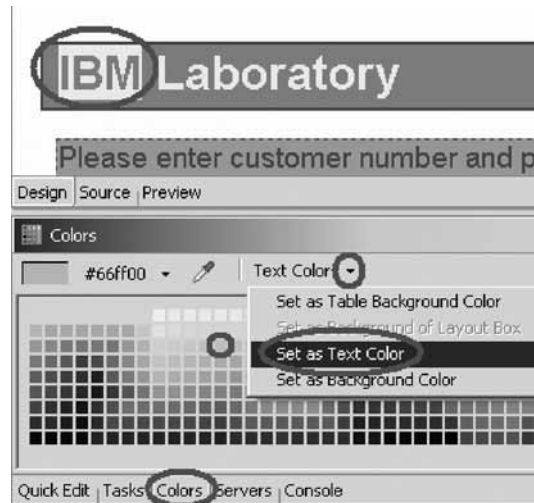 IBM Laboratory
Please enter customer number and p
Design Source Preview
Colors
#66ff00 Text Color
Set as Table Background Color
Set as Background of Layout Box
Set as Text Color
Set as Background Color
Quick Edit Tasks Colors Servers Console